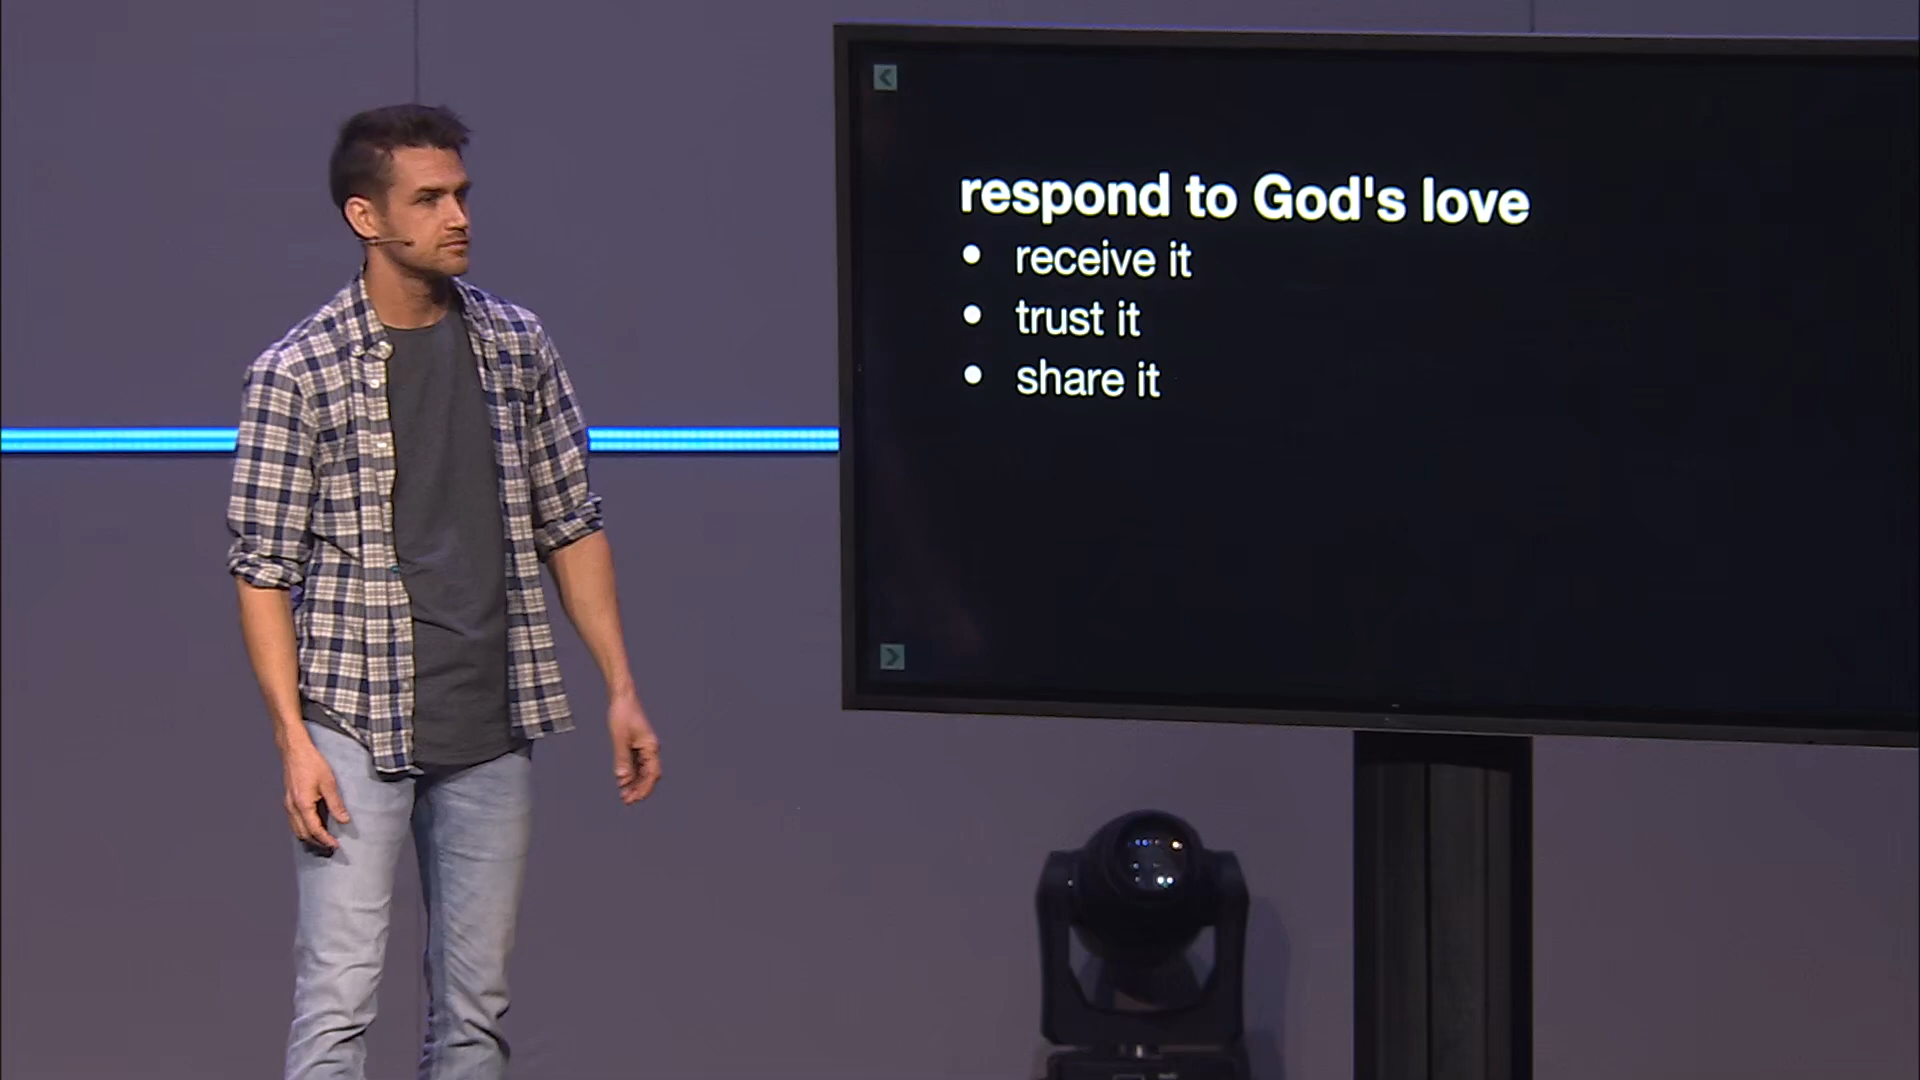 respond to God's love
• receive it
• trust it
• share it